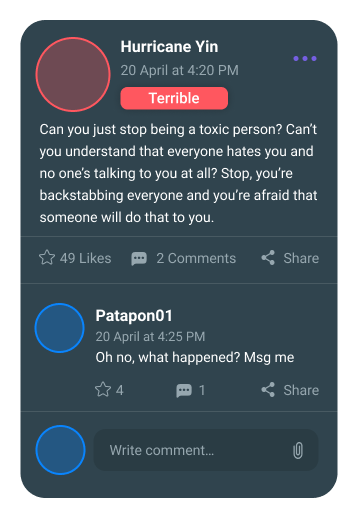 Hurricane Yin
20 April at 4:20 PM
Terrible
Can you just stop being a toxic person? Can’t
you understand that everyone hates you and
no one’s talking to you at all? Stop, you’re
backstabbing everyone and you’re afraid that
someone will do that to you.
49 Likes 2 Comments Share
Patapon01
20 April at 4:25 PM
Oh no, what happened? Msg me
4 1 Share
Write comment...